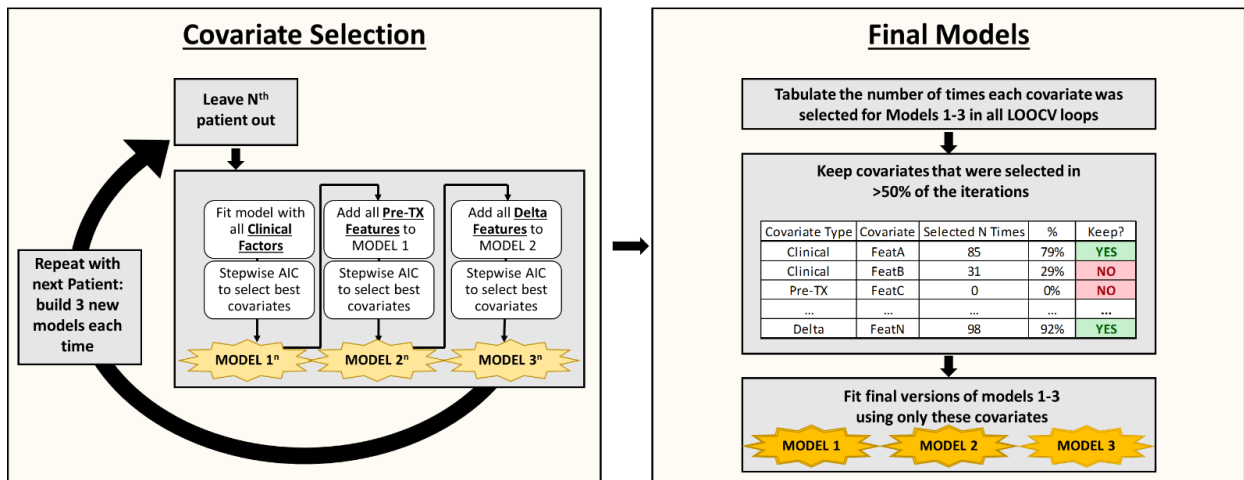 Covariate Selection
Leave Nth
patient out
Fit model with
all Clinical
Factors
Stepwise AIC
to select best
covariates
MODEL 1n
Add all Pre-TX
Features to
MODEL 1
Stepwise AIC
to select best
covariates
MODEL 2n
Add all Delta
Features to
MODEL 2
Stepwise AIC
to select best
covariates
MODEL 3n
Repeat with
next Patient:
build 3 new
models each
time
Final Models
Tabulate the number of times each covariate was
selected for Models 1-3 in all LOOCV loops
Keep covariates that were selected in
>50% of the iterations
Covariate Type Covariate Selected N Times % Keep?
Clinical FeatA 85 79% YES
Clinical FeatB 31 29% NO
Pre-TX FeatC 0 0% NO
... ... ... ... ...
Delta FeatN 98 92% YES
Fit final versions of models 1-3
using only these covariates
MODEL 1 MODEL 2 MODEL 3